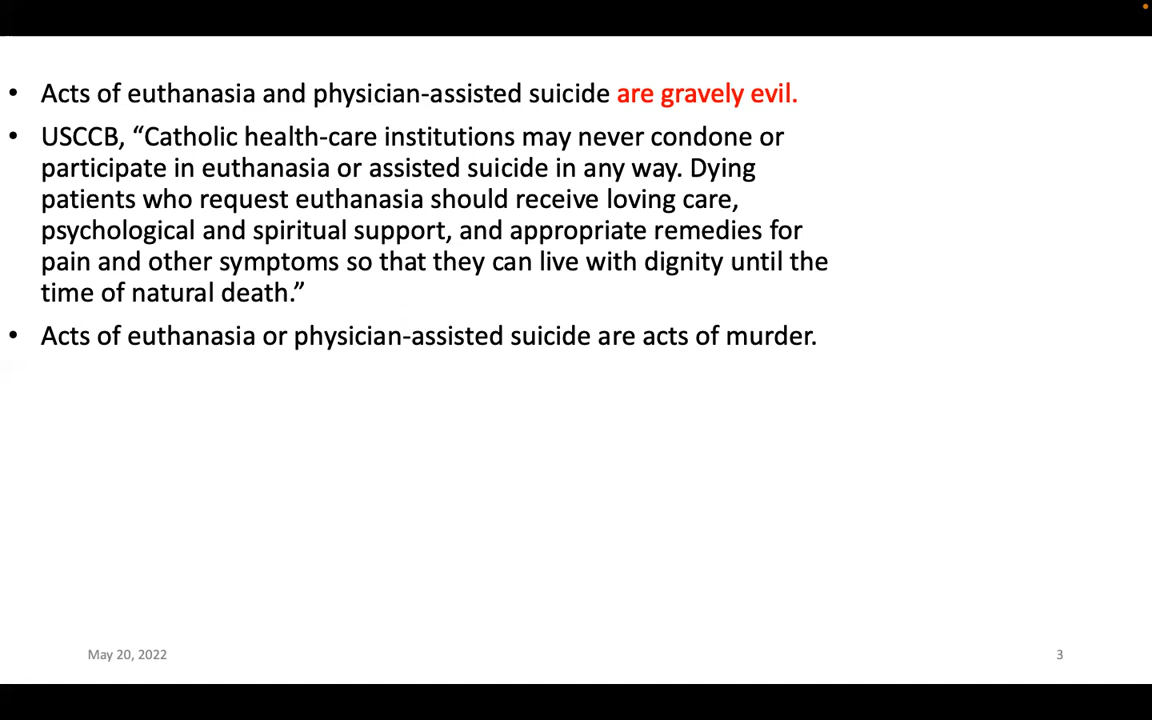 • Acts of euthanasia and physician-assisted suicide are gravely evil.
• USCCB, “Catholic health-care institutions may never condone or
participate in euthanasia or assisted suicide in any way. Dying
patients who request euthanasia should receive loving care,
psychological and spiritual support, and appropriate remedies for
pain and other symptoms so that they can live with dignity until the
time of natural death.”
• Acts of euthanasia or physician-assisted suicide are acts of murder.
May 20, 2022
3